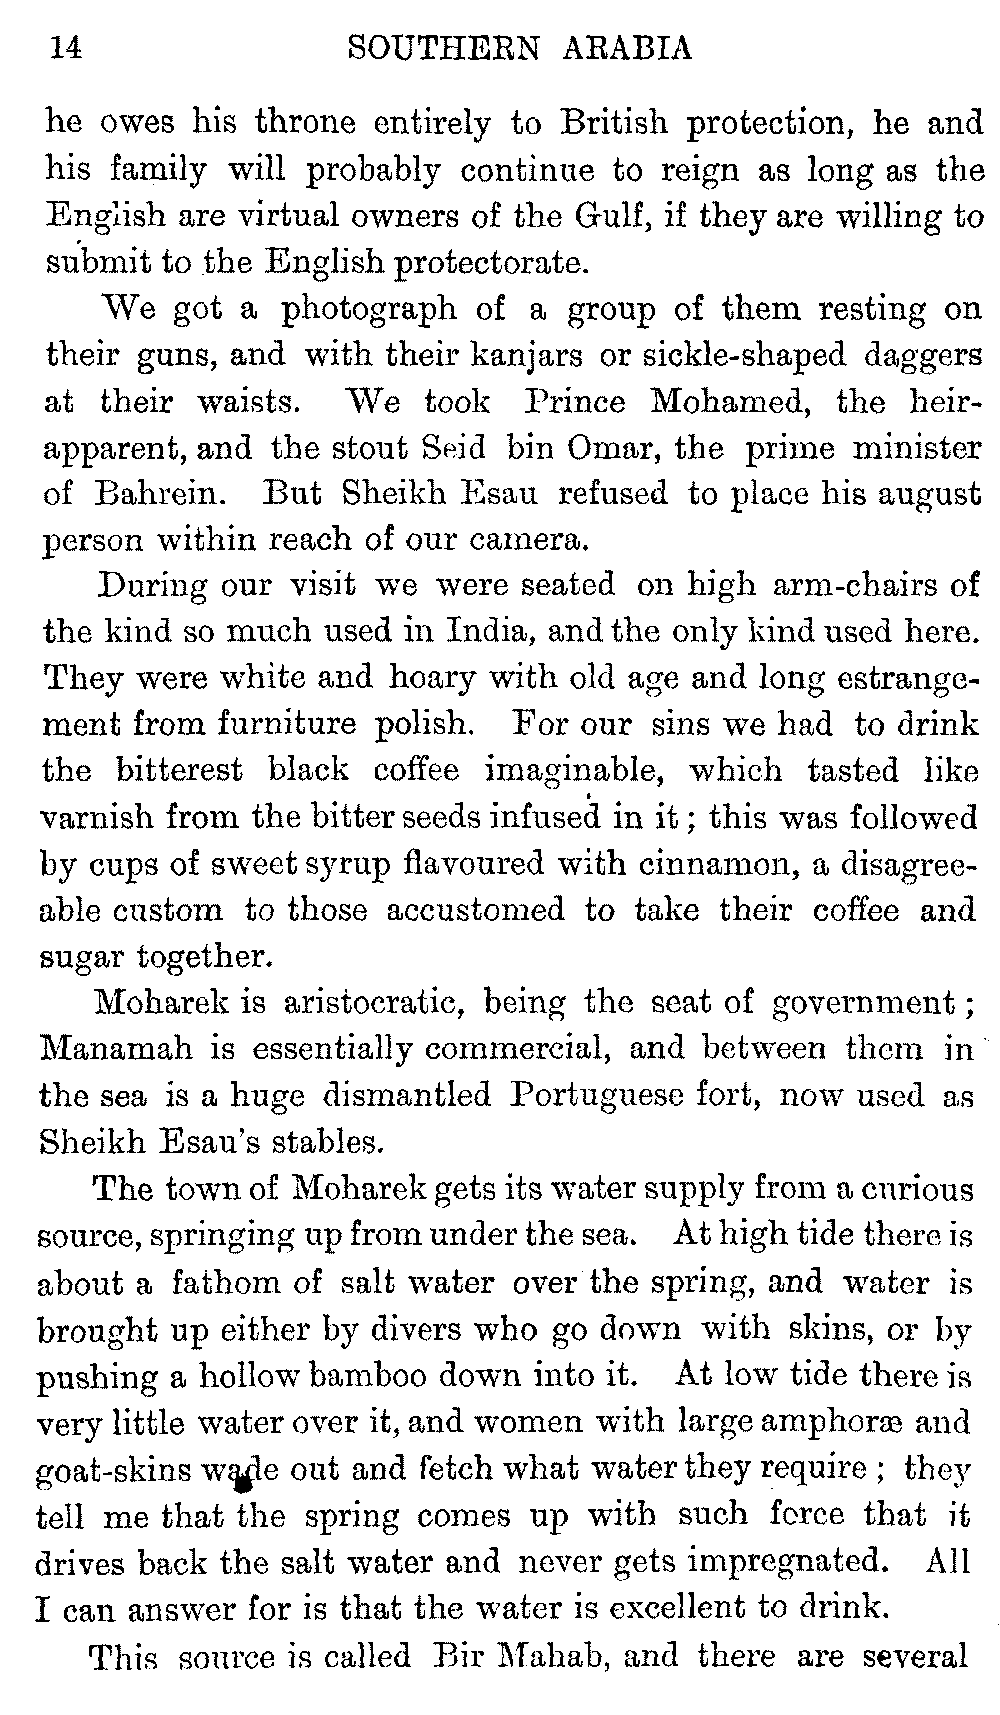 14 SOUTHERN ARABIA
he owes his throne entirely to British protection, he and
his family will probably continue to reign as long as the
English are virtual owners of the Gulf, if they are willing to
submit to the English protectorate.
We got a photograph of a group of them resting on
their guns, and with their kanjars or sickle-shaped daggers
at their waists. We took Prince Mohamed, the heir-
apparent, and the stout Seid bin Omar, the prime minister
of Bahrein. But Sheikh Esau refused to place his august
person within reach of our camera.
During our visit we were seated on high arm-chairs of
the kind so much used in India, and the only kind used here.
They were white and hoary with old age and long estrange-
ment from furniture polish. For our sins we had to drink
the bitterest black coffee imaginable, which tasted like
varnish from the bitter seeds infused in it; this was followed
by cups of sweet syrup flavoured with cinnamon, a disagree-
able custom to those accustomed to take their coffee and
sugar together.
Moharek is aristocratic, being the seat of government;
Manamah is essentially commercial, and between them in
the sea is a huge dismantled Portuguese fort, now used as
Sheikh Esau's stables.
The town of Moharek gets its water supply from a curious
source, springing up from under the sea. At high tide there is
about a fathom of salt water over the spring, and water is
brought up either by divers who go down with skins, or by
pushing a hollow bamboo down into it. At low tide there is
very little water over it, and women with large amphoræ and
goat-skins wade out and fetch what water they require; they
tell me that the spring comes up with such force that it
drives back the salt water and never gets impregnated. All
I can answer for is that the water is excellent to drink.
This source is called Bir Mahab, and there are several